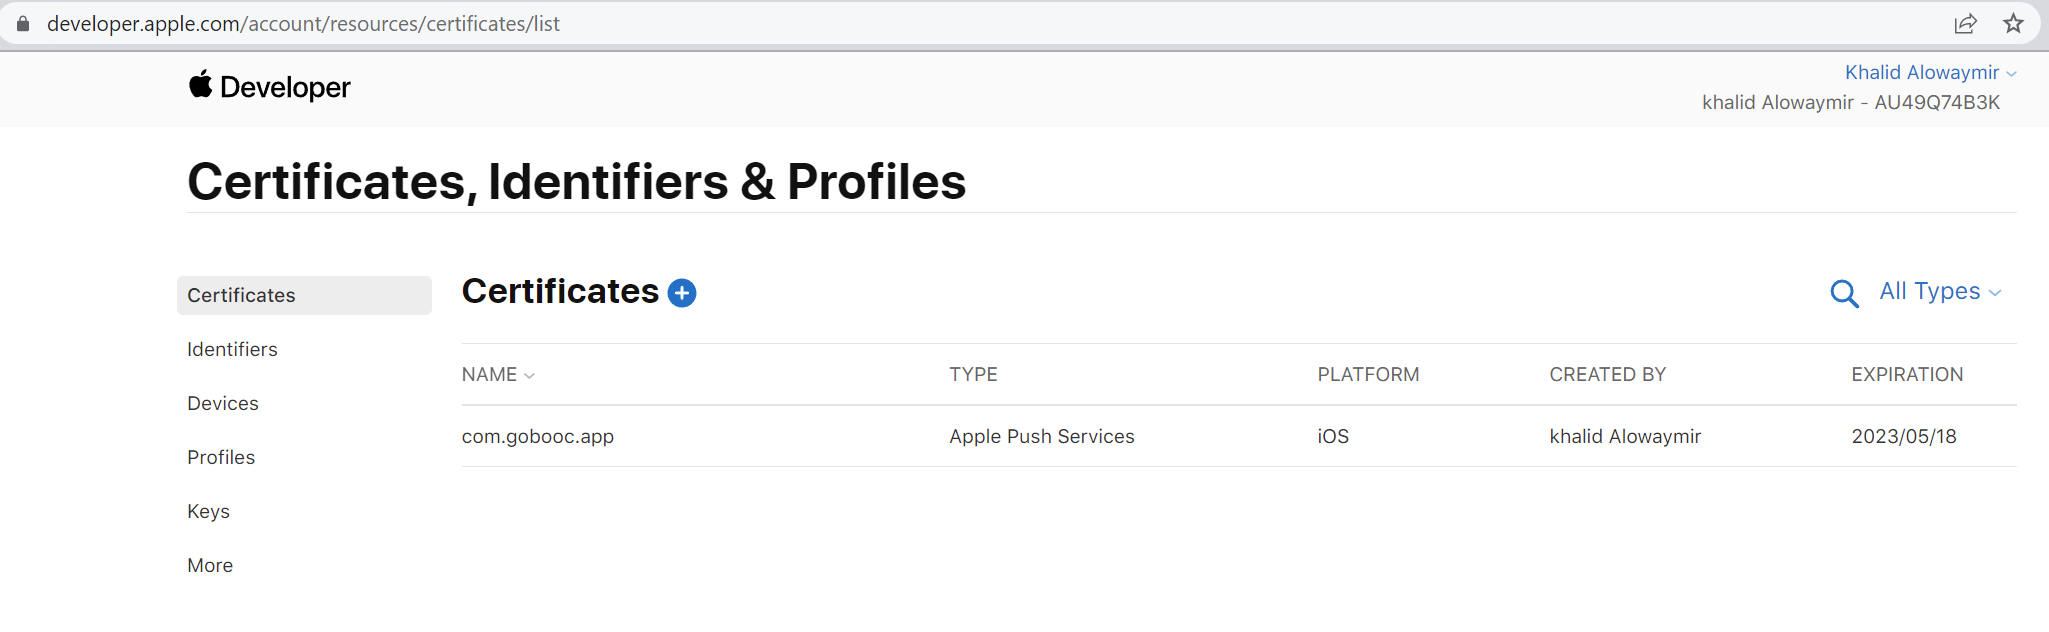 developer.apple.com/account/resources/certificates/list
Developer
Khalid Alowaymir
khalid Alowaymir - AU49Q74B3K
Certificates, Identifiers & Profiles
Certificates
Identifiers
Devices
Profiles
Keys
More
Certificates
All Types
NAME TYPE PLATFORM CREATED BY EXPIRATION
com.gobooc.app Apple Push Services iOS khalid Alowaymir 2023/05/18